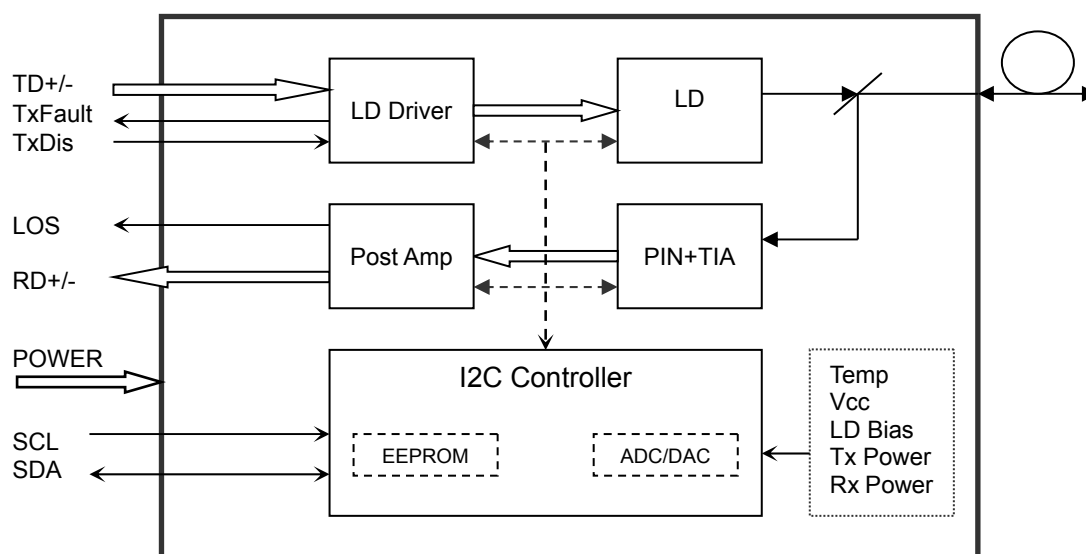 TD+/-
TxFault
TxDis
LD Driver
LD
LOS
RD+/-
Post Amp
PIN+TIA
POWER
SCL
SDA
I2C Controller
EEPROM
ADC/DAC
Temp
Vcc
LD Bias
Tx Power
Rx Power